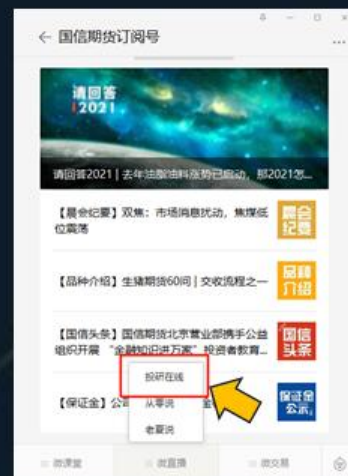 国信期货订阅号
请回答
2021
请回答2021 | 去年油脂油料涨势已启动，那2021怎...
【晨会纪要】双焦：市场消息扰动，焦煤低
位震荡
晨会
纪要
【品种介绍】生猪期货60问 | 交收流程之一
品种
介绍
【国信头条】国信期货北京营业部携手公益
组织开展 “金融知识进万家” 投资者教育...
国信
头条
投研在线
【保证金】公
金
保证金
公示
从零说
老夏说
微课堂
微直播
微交易